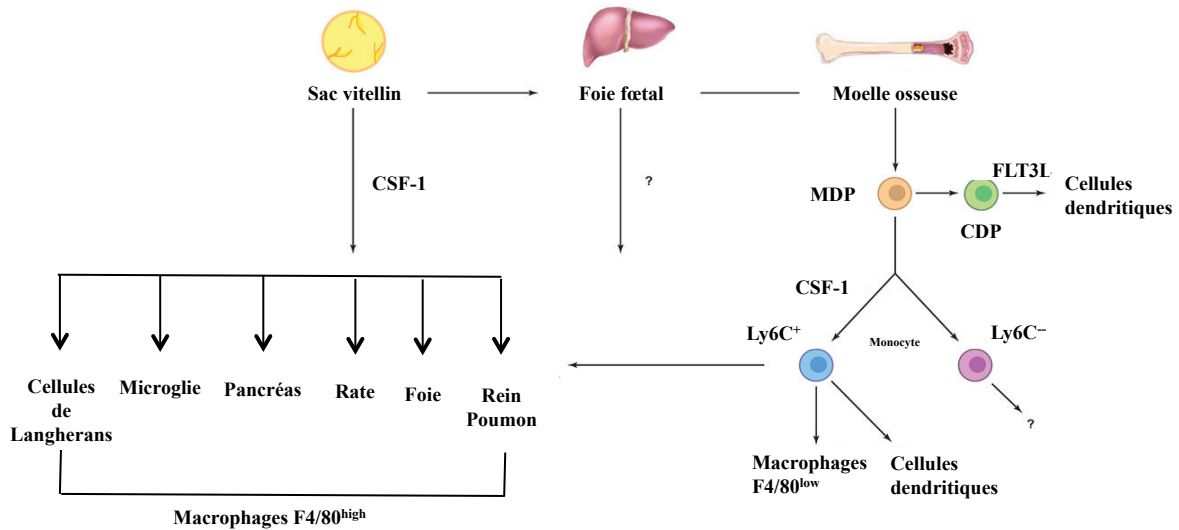 Sac vitellin
Foie fœtal
Moelle osseuse
CSF-1
?
MDP
FLT3L
CDP
Cellules
dendritiques
CSF-1
Ly6C+
Monocyte
Ly6C--
Cellules
de
Langherans
Microglie
Pancréas
Rate
Foie
Rein
Poumon
?
Macrophages
F4/80low
Cellules
dendritiques
Macrophages F4/80high